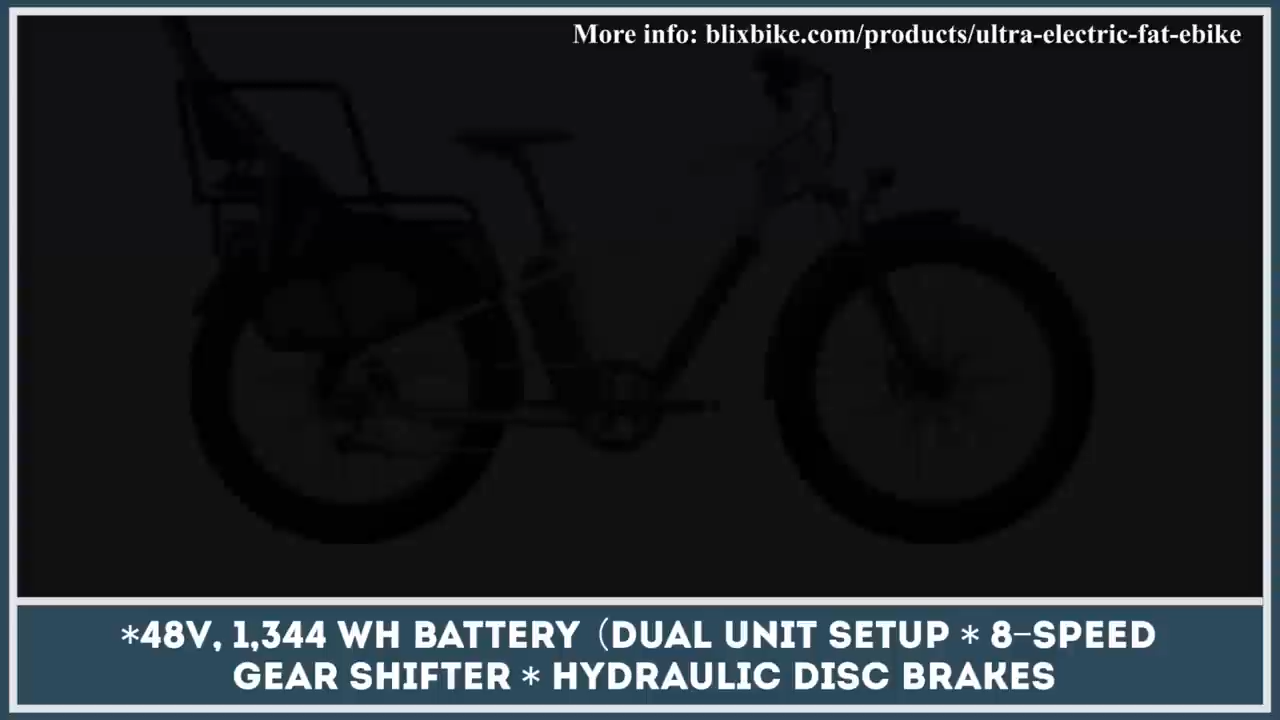 More info: blixbike.com/products/ultra-electric-fat-ebike
*48V, 1,344 WH BATTERY (DUAL UNIT SETUP * 8-SPEED
GEAR SHIFTER * HYDRAULIC DISC BRAKES